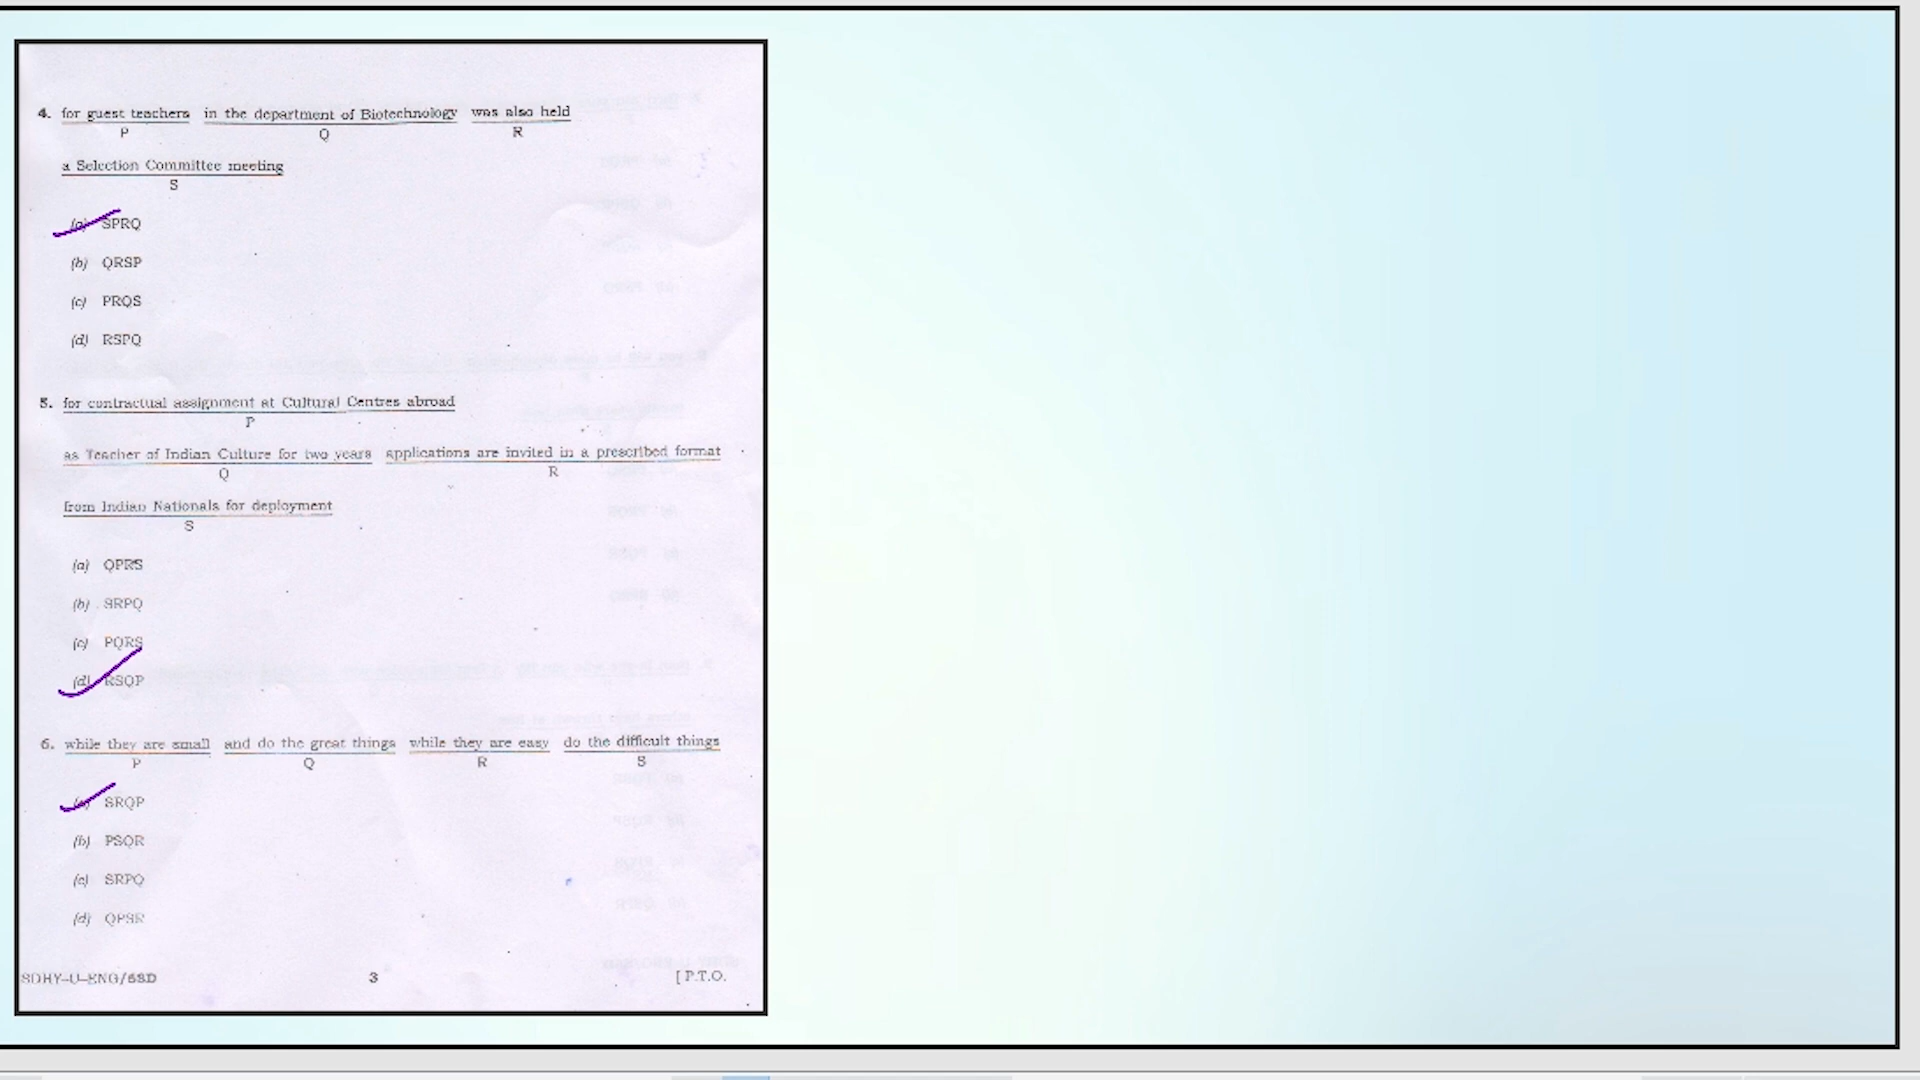 4. for guest teachers in the department of Biotechnology was also held
P Q R
a Selection Committee meeting
S
(a) SPRQ
(b) QRSP
(c) PRQS
(d) RSPQ
5. for contractual assignment at Cultural Centres abroad
P
as Teacher of Indian Culture for two years applications are invited in a prescribed format
Q R
from Indian Nationals for deployment
S
(a) QPRS
(b) SRPQ
(c) PQRS
(d) RSQP
6. while they are small and do the great things while they are easy do the difficult things
P Q R S
(a) SRQP
(b) PSQR
(c) SRPQ
(d) QPSR
SDHY-U-ENG/68D 3 [ P.T.O.